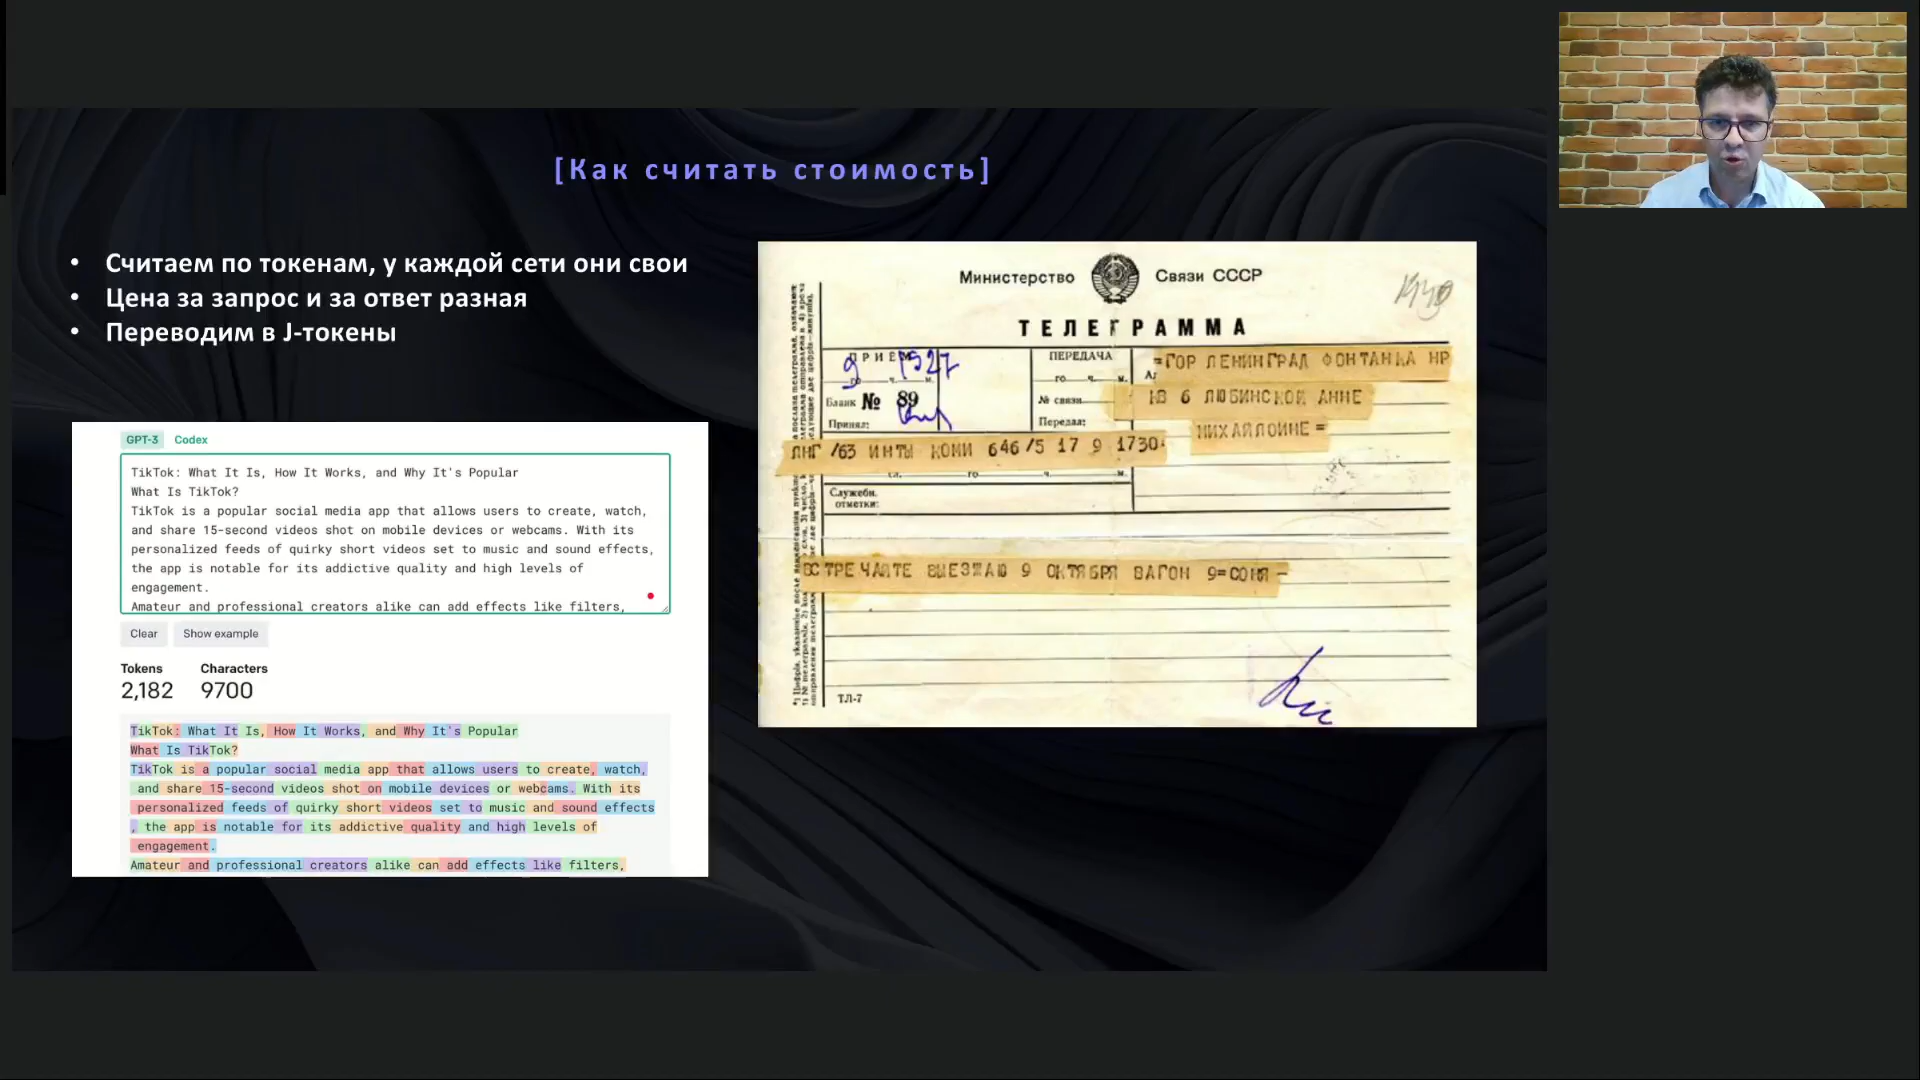 [Как считать стоимость]
• Считаем по токенам, у каждой сети они свои
• Цена за запрос и за ответ разная
• Переводим в J-токены
GPT-3 Codex
TikTok: What It Is, How It Works, and Why It's Popular
What Is TikTok?
TikTok is a popular social media app that allows users to create, watch,
and share 15-second videos shot on mobile devices or webcams. With its
personalized feeds of quirky short videos set to music and sound effects,
the app is notable for its addictive quality and high levels of
engagement.
Amateur and professional creators alike can add effects like filters,
Clear Show example
Tokens Characters
2,182 9700
TikTok: What It Is, How It Works, and Why It's Popular
What Is TikTok?
TikTok is a popular social media app that allows users to create, watch,
and share 15-second videos shot on mobile devices or webcams. With its
personalized feeds of quirky short videos set to music and sound effects
, the app is notable for its addictive quality and high levels of
engagement.
Amateur and professional creators alike can add effects like filters,
Министерство Связи СССР
ТЕЛЕГРАММА
ПРИЁМ
го ч. м.
Бланк № 89
Принял:
ПЕРЕДАЧА
го ч. м.
№ связи
Передал:
=ГОР ЛЕНИНГРАД ФОНТАНКА НР
КВ 6 ЛЮБИНСКОЙ АННЕ
МИХАЙЛОВНЕ=
ЛНГ /63 ИНТЫ КОМИ 646/5 17 9 1730
Служебн.
отметки:
ВСТРЕЧАЙТЕ ВЫЕЗЖАЮ 9 ОКТЯБРЯ ВАГОН 9=СОНЯ-
ТЛ-7